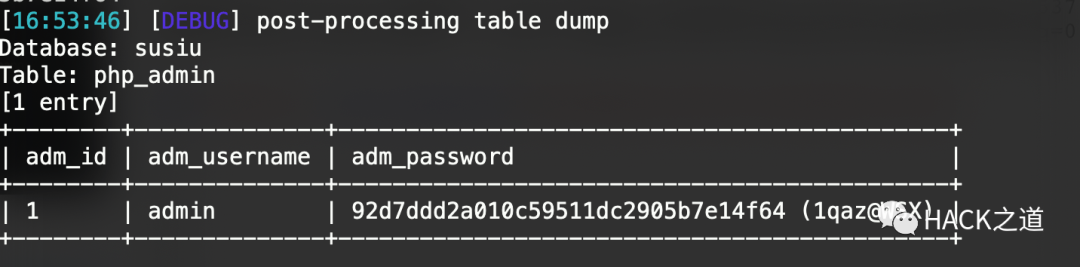 [16:53:46] [DEBUG] post-processing table dump
Database: susiu
Table: php_admin
[1 entry]
+--------+--------------+---------------------------------------------+
| adm_id | adm_username | adm_password |
+--------+--------------+---------------------------------------------+
| 1 | admin | 92d7ddd2a010c59511dc2905b7e14f64 (1qaz@WSX) |
+--------+--------------+---------------------------------------------+
HACK之道